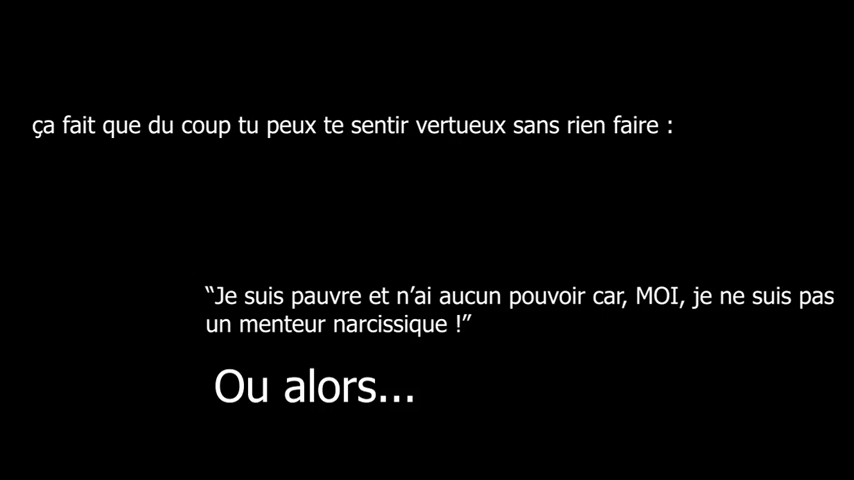 ça fait que du coup tu peux te sentir vertueux sans rien faire :
“Je suis pauvre et n’ai aucun pouvoir car, MOI, je ne suis pas
un menteur narcissique !”
Ou alors...